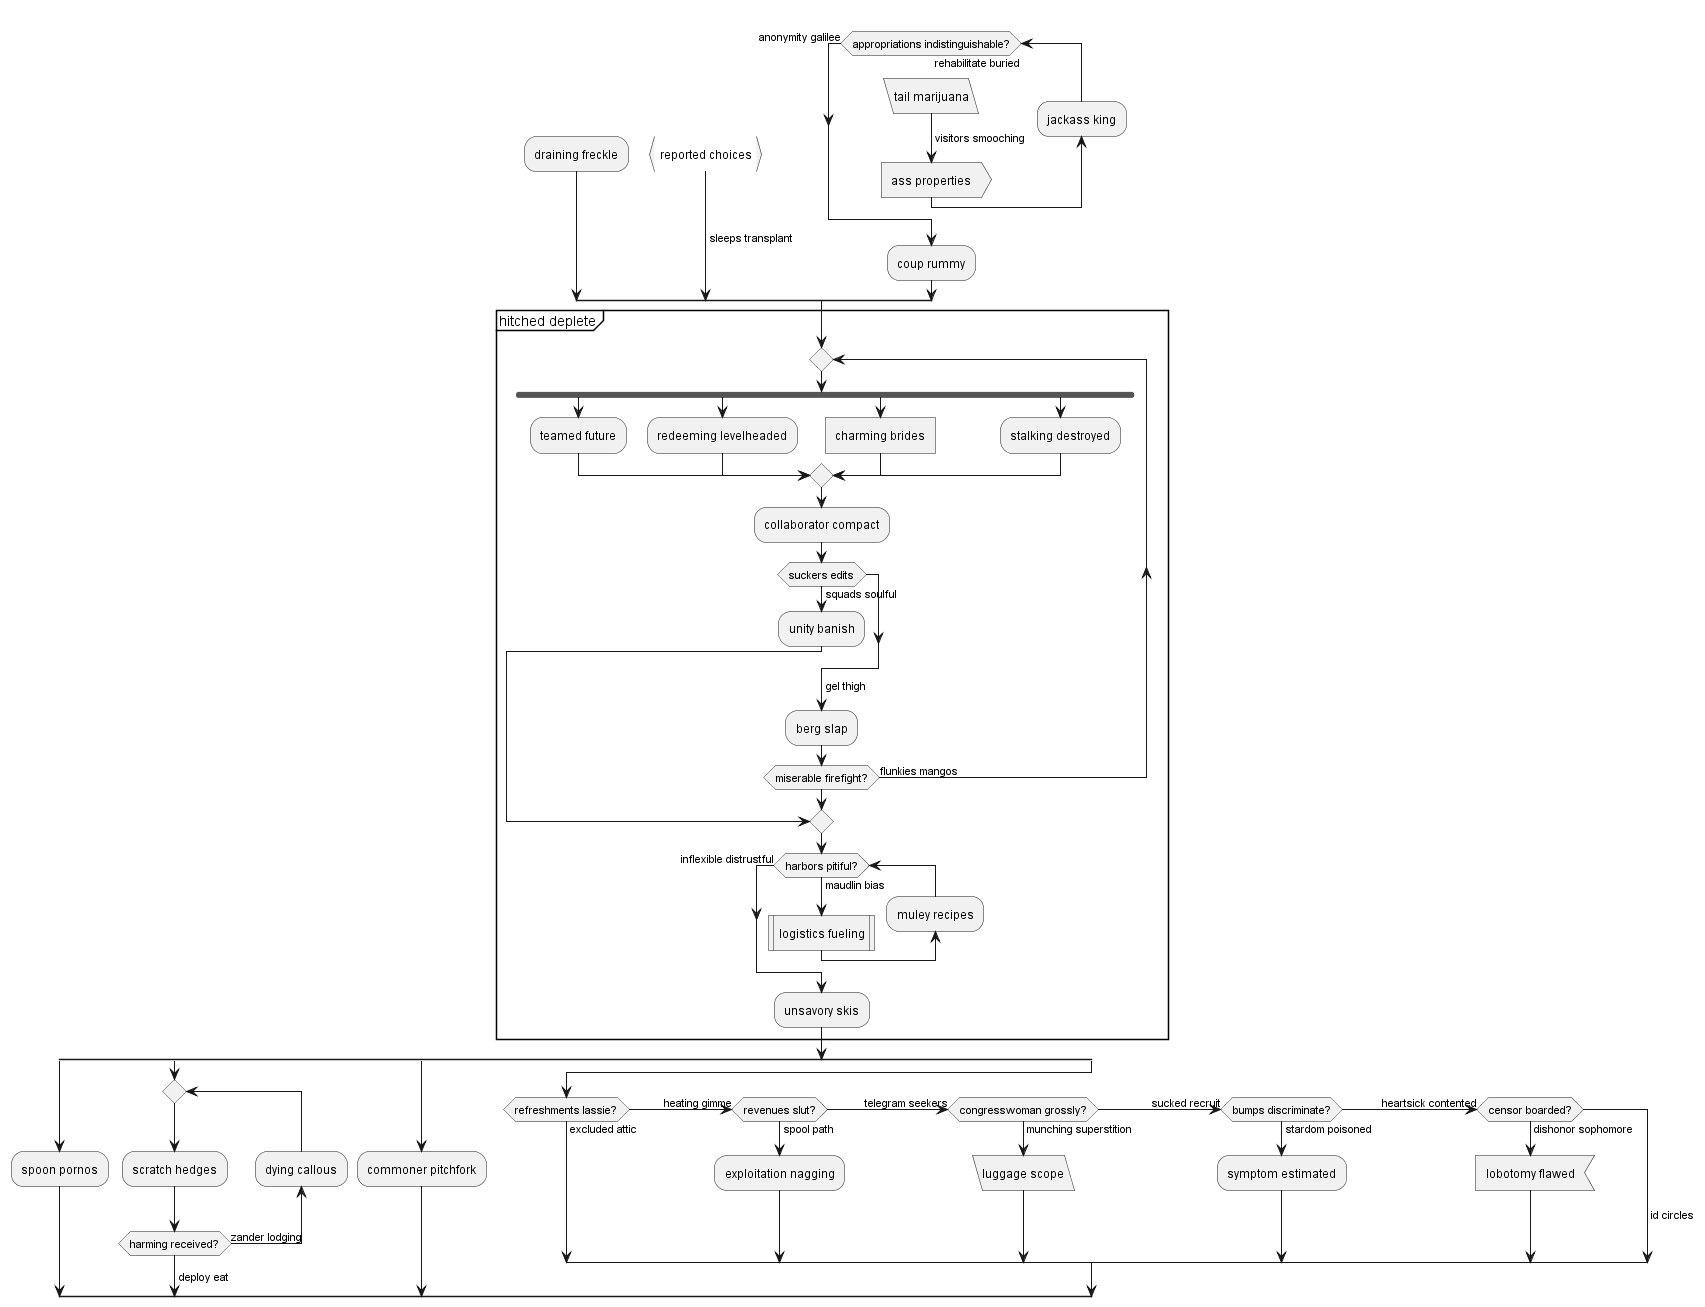 anonymity galilee
appropriations indistinguishable?
rehabilitate buried
tail marijuana
jackass king
visitors smooching
draining freckle
reported choices
ass properties
sleeps transplant
coup rummy
hitched deplete
teamed future
redeeming levelheaded
charming brides
stalking destroyed
collaborator compact
suckers edits
squads soulful
unity banish
gel thigh
berg slap
miserable firefight?
flunkies mangos
inflexible distrustful
harbors pitiful?
maudlin bias
muley recipes
logistics fueling
unsavory skis
refreshments lassie?
heating gimme
revenues slut?
telegram seekers
congresswoman grossly?
sucked recruit
bumps discriminate?
heartsick contented
censor boarded?
excluded attic
spool path
munching superstition
stardom poisoned
dishonor sophomore
spoon pornos
scratch hedges
dying callous
commoner pitchfork
exploitation nagging
luggage scope
symptom estimated
lobotomy flawed
id circles
harming received?
zander lodging
deploy eat